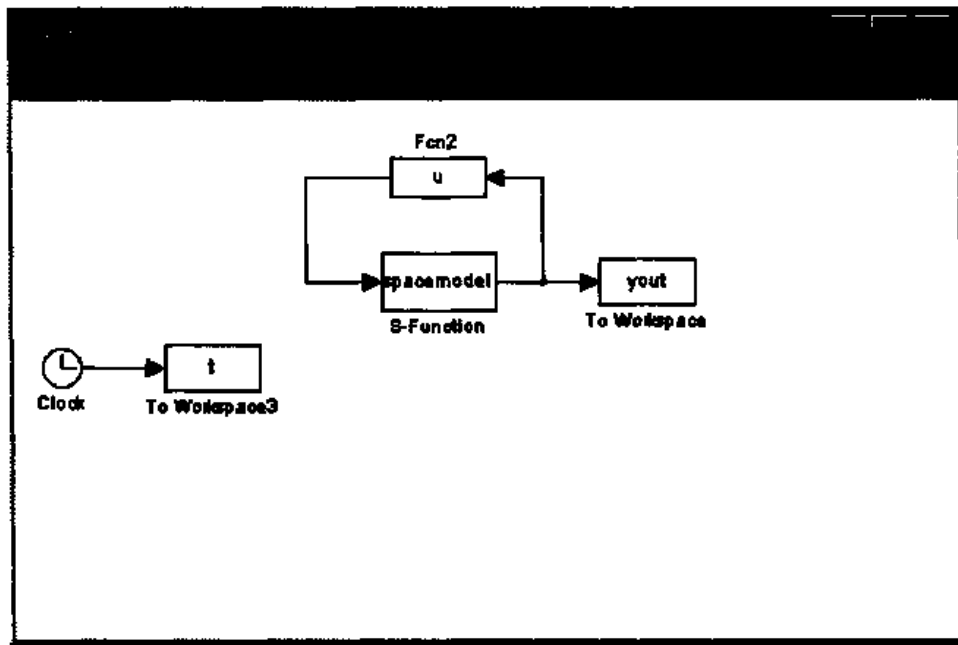 Fcn2
u
spacemodel
S-Function
yout
To Workspace
t
Clock
To Workspace3